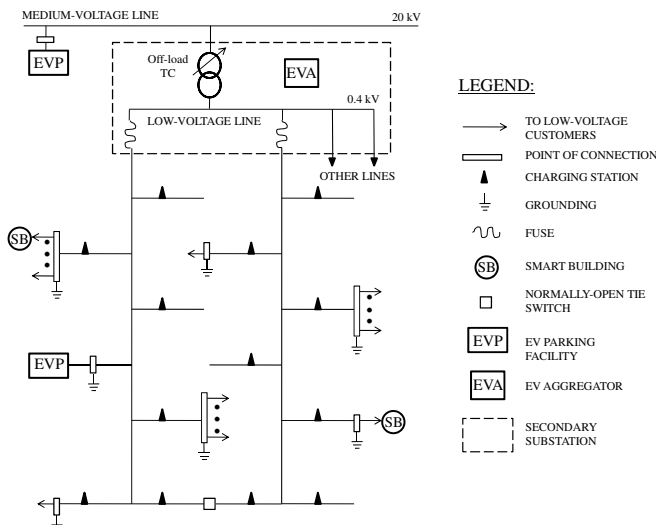 MEDIUM-VOLTAGE LINE
20 kV
EVP
Off-load
TC
EVA
0.4 kV
LOW-VOLTAGE LINE
OTHER LINES
SB
EVP
SB
LEGEND:
TO LOW-VOLTAGE
CUSTOMERS
POINT OF CONNECTION
CHARGING STATION
GROUNDING
FUSE
SB
SMART BUILDING
NORMALLY-OPEN TIE
SWITCH
EVP
EV PARKING
FACILITY
EVA
EV AGGREGATOR
SECONDARY
SUBSTATION